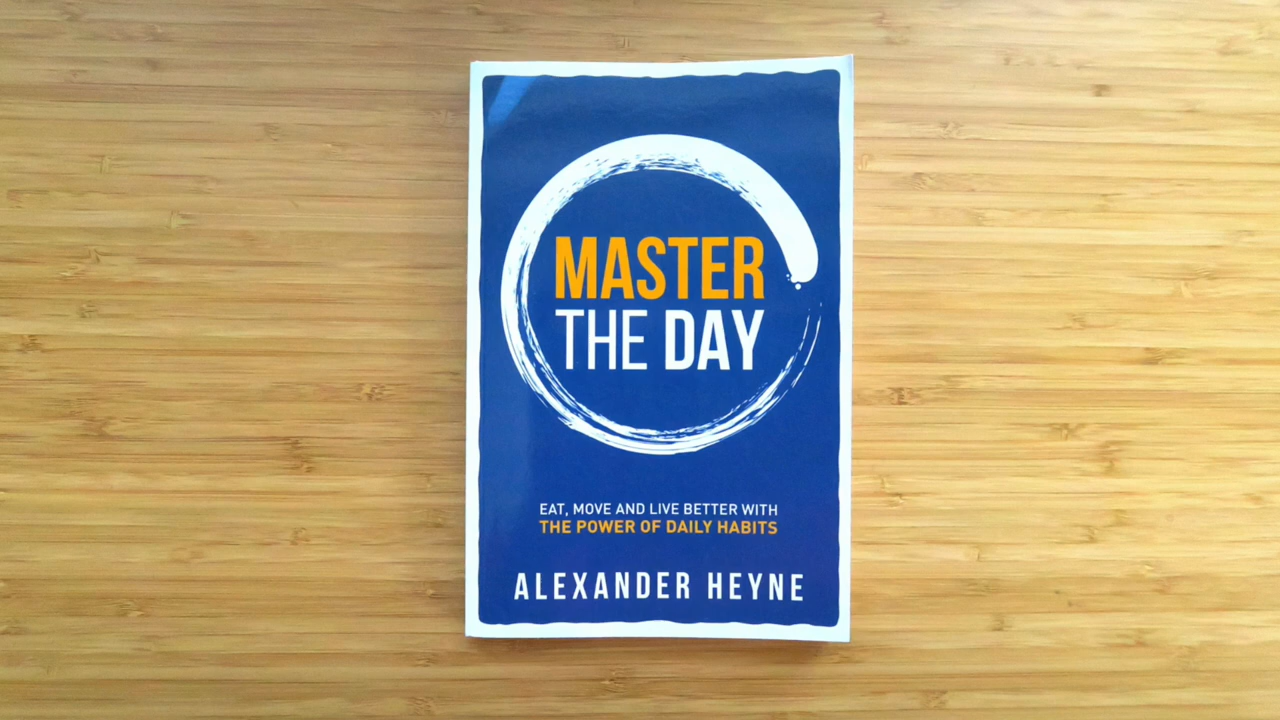 MASTER
THE DAY
EAT, MOVE AND LIVE BETTER WITH
THE POWER OF DAILY HABITS
ALEXANDER HEYNE